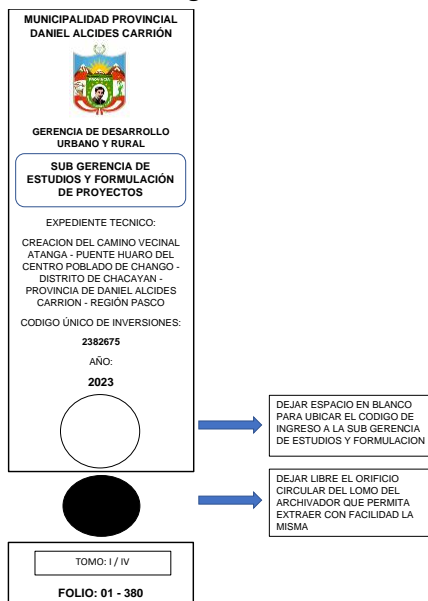 MUNICIPALIDAD PROVINCIAL
DANIEL ALCIDES CARRIÓN
PROVINCIA
GERENCIA DE DESARROLLO
URBANO Y RURAL
SUB GERENCIA DE
ESTUDIOS Y FORMULACIÓN
DE PROYECTOS
EXPEDIENTE TECNICO:
CREACION DEL CAMINO VECINAL
ATANGA - PUENTE HUARO DEL
CENTRO POBLADO DE CHANGO -
DISTRITO DE CHACAYAN -
PROVINCIA DE DANIEL ALCIDES
CARRION - REGIÓN PASCO
CODIGO ÚNICO DE INVERSIONES:
2382675
AÑO:
2023
DEJAR ESPACIO EN BLANCO
PARA UBICAR EL CODIGO DE
INGRESO A LA SUB GERENCIA
DE ESTUDIOS Y FORMULACION
DEJAR LIBRE EL ORIFICIO
CIRCULAR DEL LOMO DEL
ARCHIVADOR QUE PERMITA
EXTRAER CON FACILIDAD LA
MISMA
TOMO: I / IV
FOLIO: 01 - 380